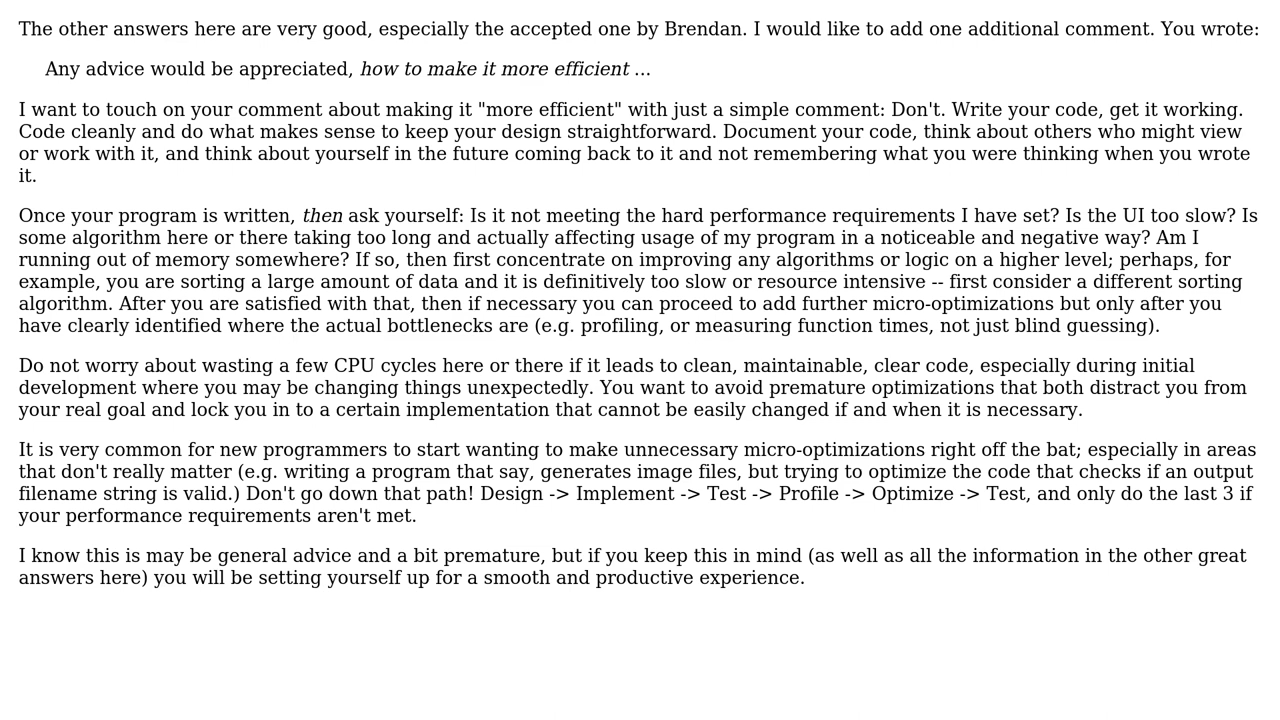 The other answers here are very good, especially the accepted one by Brendan. I would like to add one additional comment. You wrote:
Any advice would be appreciated, how to make it more efficient ...
I want to touch on your comment about making it "more efficient" with just a simple comment: Don't. Write your code, get it working.
Code cleanly and do what makes sense to keep your design straightforward. Document your code, think about others who might view
or work with it, and think about yourself in the future coming back to it and not remembering what you were thinking when you wrote
it.
Once your program is written, then ask yourself: Is it not meeting the hard performance requirements I have set? Is the UI too slow? Is
some algorithm here or there taking too long and actually affecting usage of my program in a noticeable and negative way? Am I
running out of memory somewhere? If so, then first concentrate on improving any algorithms or logic on a higher level; perhaps, for
example, you are sorting a large amount of data and it is definitively too slow or resource intensive -- first consider a different sorting
algorithm. After you are satisfied with that, then if necessary you can proceed to add further micro-optimizations but only after you
have clearly identified where the actual bottlenecks are (e.g. profiling, or measuring function times, not just blind guessing).
Do not worry about wasting a few CPU cycles here or there if it leads to clean, maintainable, clear code, especially during initial
development where you may be changing things unexpectedly. You want to avoid premature optimizations that both distract you from
your real goal and lock you in to a certain implementation that cannot be easily changed if and when it is necessary.
It is very common for new programmers to start wanting to make unnecessary micro-optimizations right off the bat; especially in areas
that don't really matter (e.g. writing a program that say, generates image files, but trying to optimize the code that checks if an output
filename string is valid.) Don't go down that path! Design -> Implement -> Test -> Profile -> Optimize -> Test, and only do the last 3 if
your performance requirements aren't met.
I know this is may be general advice and a bit premature, but if you keep this in mind (as well as all the information in the other great
answers here) you will be setting yourself up for a smooth and productive experience.